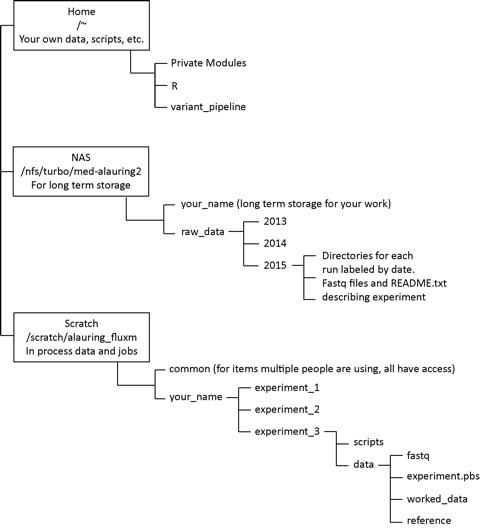 Home
/~
Your own data, scripts, etc.
Private Modules
R
variant_pipeline
NAS
/nfs/turbo/med-alauring2
For long term storage
your_name (long term storage for your work)
raw_data
2013
2014
2015
Directories for each
run labeled by date.
Fastq files and README.txt
describing experiment
Scratch
/scratch/alauring_fluxm
In process data and jobs
common (for items multiple people are using, all have access)
your_name
experiment_1
experiment_2
experiment_3
scripts
data
fastq
experiment.pbs
worked_data
reference